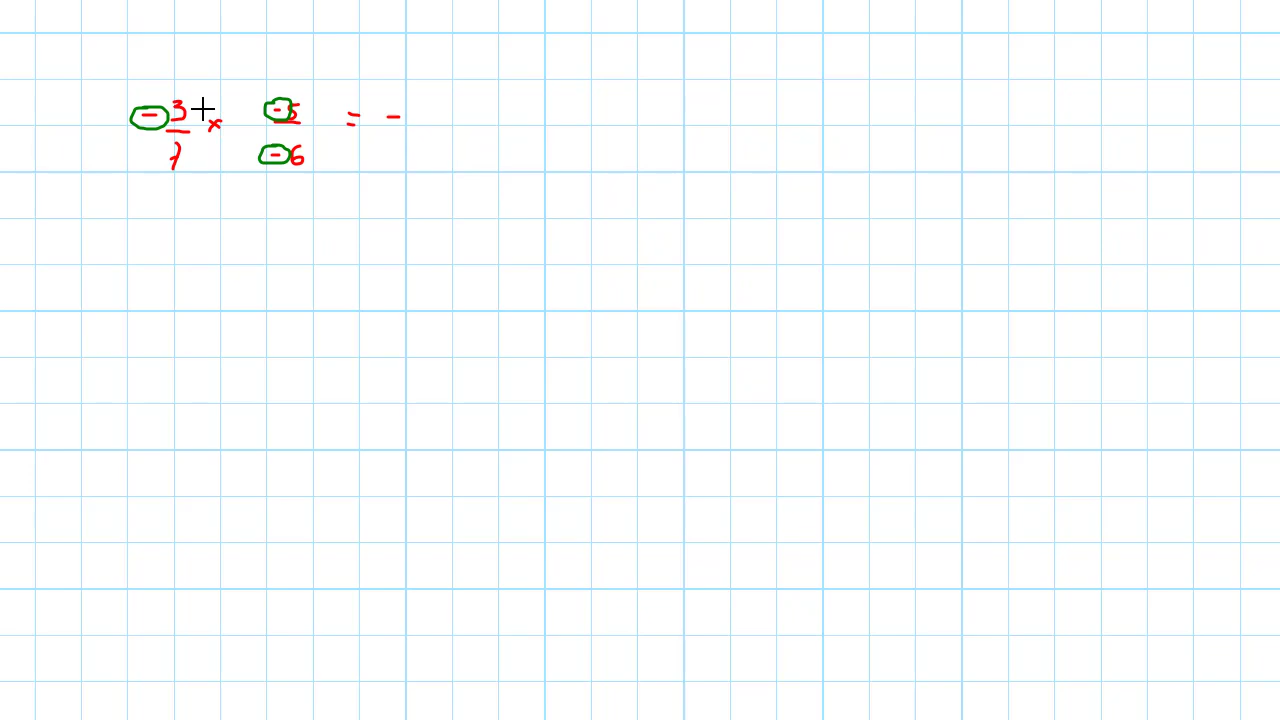 - 3/7 x -5/-6 = -